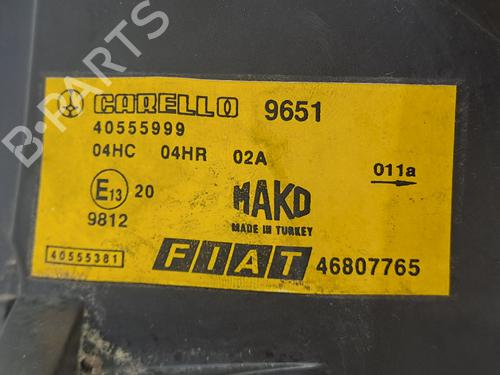 CARELLO 9651
40555999
04HC 04HR 02A
011a
E13 20
MAKO
9812
MADE IN TURKEY
40555381
FIAT 46807765
B-PARTS